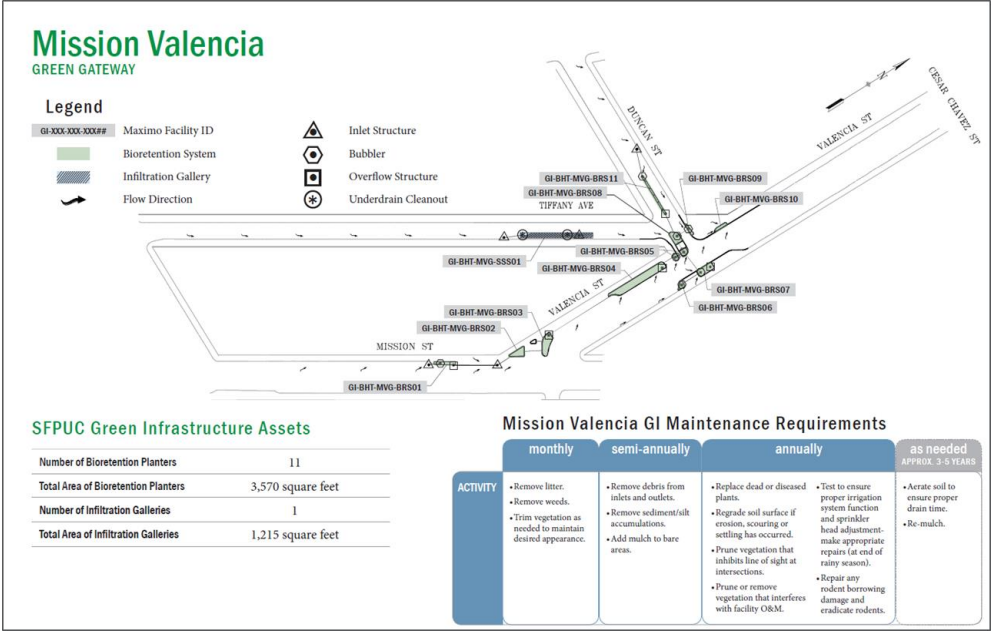 Mission Valencia
GREEN GATEWAY
Legend
GI-XXX-XXX-XXX## Maximo Facility ID
Bioretention System
Infiltration Gallery
Flow Direction
Inlet Structure
Bubbler
Overflow Structure
Underdrain Cleanout
DUNCAN ST
N
CESAR CHAVEZ ST
VALENCIA ST
GI-BHT-MVG-BRS11
GI-BHT-MVG-BRS08
TIFFANY AVE
GI-BHT-MVG-BRS09
GI-BHT-MVG-BRS10
GI-BHT-MVG-SSS01
GI-BHT-MVG-BRS05
GI-BHT-MVG-BRS04
VALENCIA ST
GI-BHT-MVG-BRS07
GI-BHT-MVG-BRS06
GI-BHT-MVG-BRS03
GI-BHT-MVG-BRS02
MISSION ST
GI-BHT-MVG-BRS01
SFPUC Green Infrastructure Assets
Number of Bioretention Planters 11
Total Area of Bioretention Planters 3,570 square feet
Number of Infiltration Galleries 1
Total Area of Infiltration Galleries 1,215 square feet
Mission Valencia GI Maintenance Requirements
monthly
semi-annually
annually
as needed
APPROX. 3-5 YEARS
ACTIVITY
• Remove litter.
• Remove weeds.
• Trim vegetation as
needed to maintain
desired appearance.
• Remove debris from
inlets and outlets.
• Remove sediment/silt
accumulations.
• Add mulch to bare
areas.
• Replace dead or diseased
plants.
• Regrade soil surface if
erosion, scouring or
settling has occurred.
• Prune vegetation that
inhibits line of sight at
intersections.
• Prune or remove
vegetation that interferes
with facility O&M.
• Test to ensure
proper irrigation
system function
and sprinkler
head adjustment-
make appropriate
repairs (at end of
rainy season).
• Repair any
rodent borrowing
damage and
eradicate rodents.
• Aerate soil to
ensure proper
drain time.
• Re-mulch.